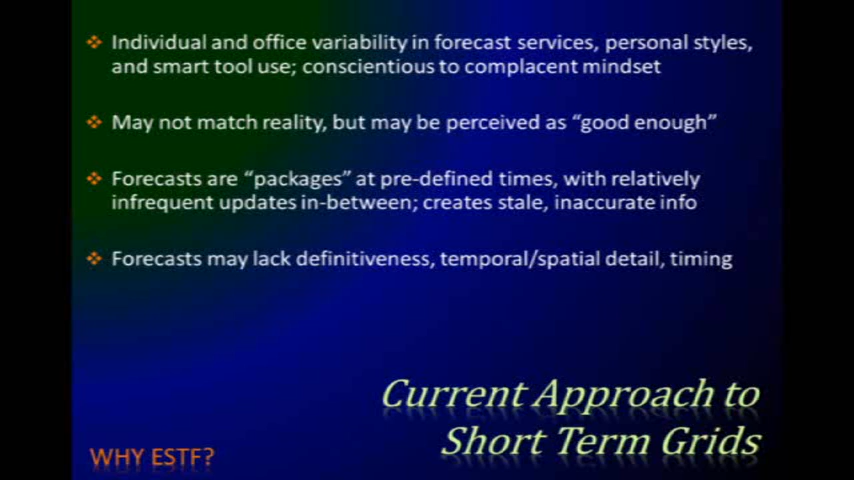 Individual and office variability in forecast services, personal styles,
and smart tool use; conscientious to complacent mindset
May not match reality, but may be perceived as “good enough”
Forecasts are “packages” at pre-defined times, with relatively
infrequent updates in-between; creates stale, inaccurate info
Forecasts may lack definitiveness, temporal/spatial detail, timing
Current Approach to
Short Term Grids
WHY ESTF?